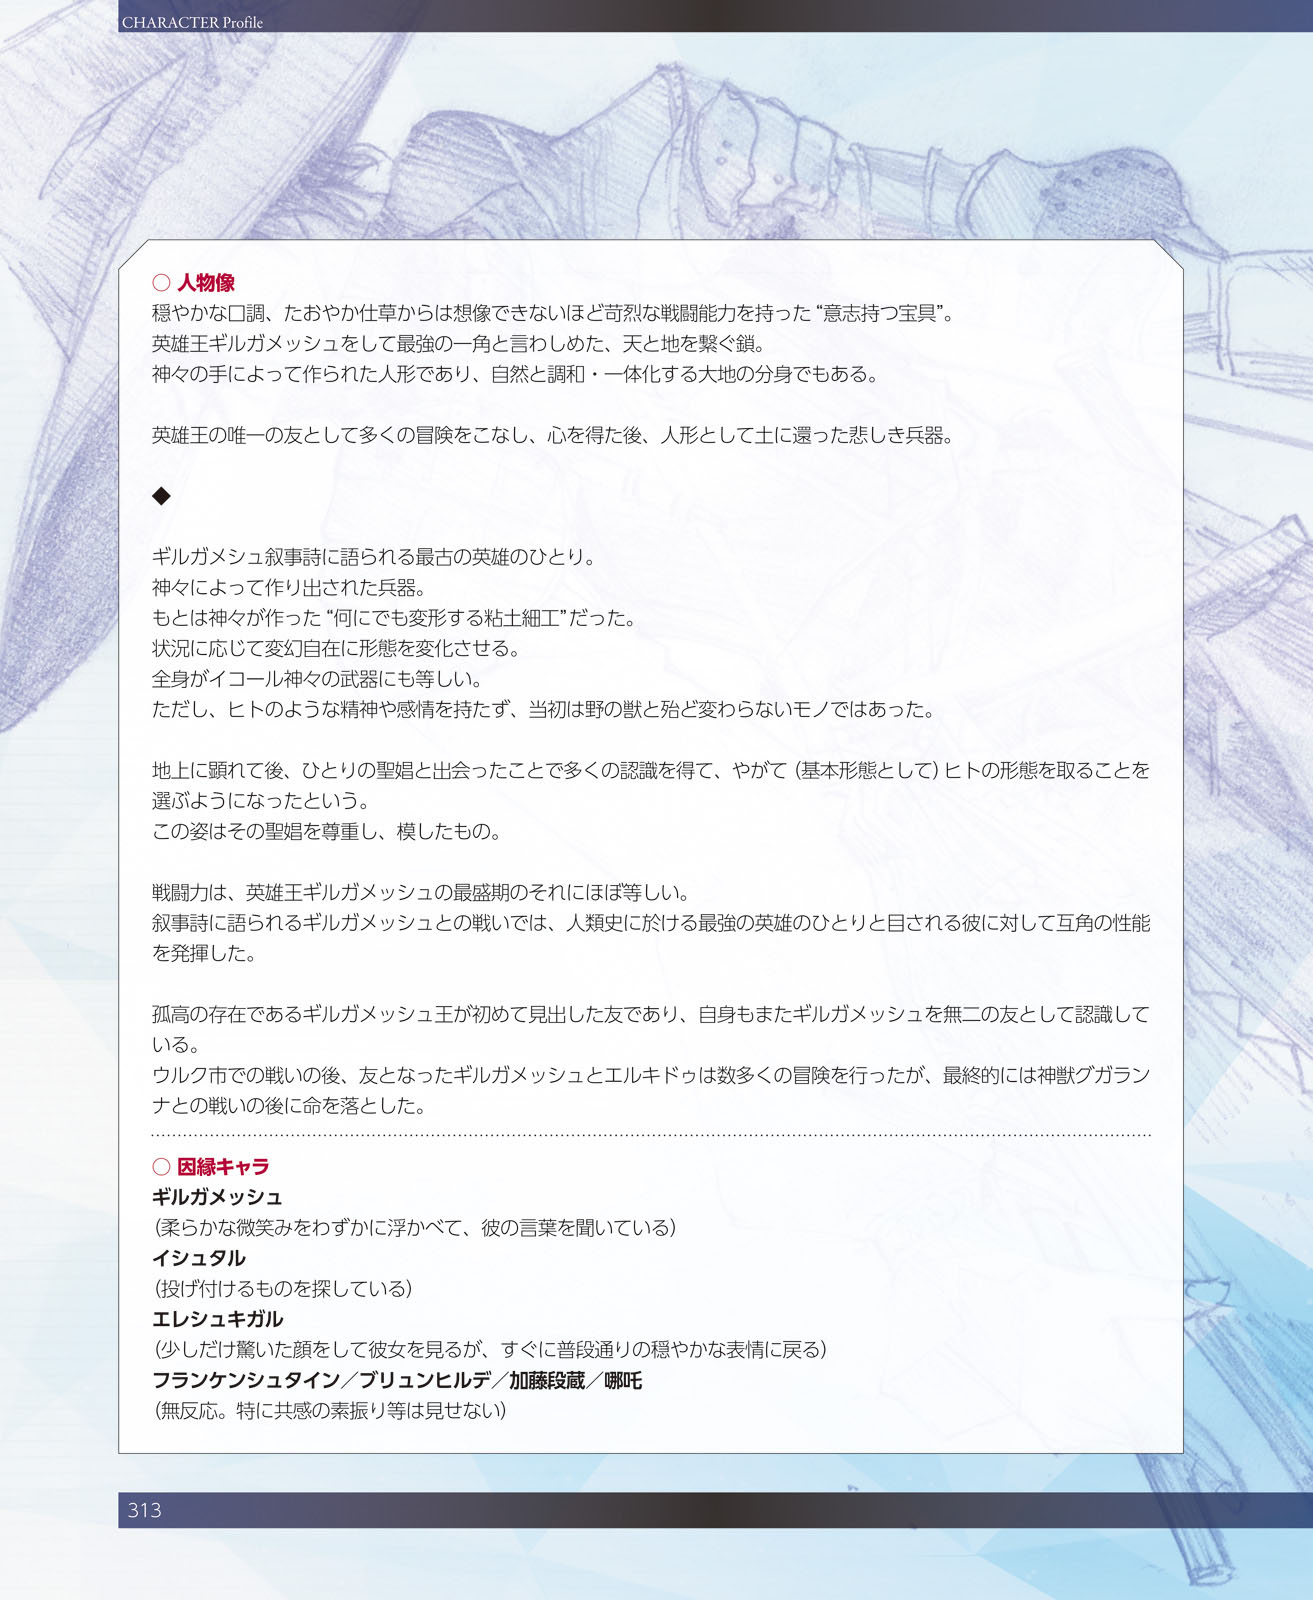 CHARACTER Profile
○ 人物像
穏やかな口調、たおやか仕草からは想像できないほど苛烈な戦闘能力を持った“意志持つ宝具”。
英雄王ギルガメッシュをして最強の一角と言わしめた、天と地を繋ぐ鎖。
神々の手によって作られた人形であり、自然と調和・一体化する大地の分身でもある。
英雄王の唯一の友として多くの冒険をこなし、心を得た後、人形として土に還った悲しき兵器。
◆
ギルガメシュ叙事詩に語られる最古の英雄のひとり。
神々によって作り出された兵器。
もとは神々が作った“何にでも変形する粘土細工”だった。
状況に応じて変幻自在に形態を変化させる。
全身がイコール神々の武器にも等しい。
ただし、ヒトのような精神や感情を持たず、当初は野の獣と殆ど変わらないモノではあった。
地上に顕れて後、ひとりの聖娼と出会ったことで多くの認識を得て、やがて（基本形態として）ヒトの形態を取ることを
選ぶようになったという。
この姿はその聖娼を尊重し、模したもの。
戦闘力は、英雄王ギルガメッシュの最盛期のそれにほぼ等しい。
叙事詩に語られるギルガメッシュとの戦いでは、人類史に於ける最強の英雄のひとりと目される彼に対して互角の性能
を発揮した。
孤高の存在であるギルガメッシュ王が初めて見出した友であり、自身もまたギルガメッシュを無二の友として認識して
いる。
ウルク市での戦いの後、友となったギルガメッシュとエルキドゥは数多くの冒険を行ったが、最終的には神獣グガラン
ナとの戦いの後に命を落とした。
○ 因縁キャラ
ギルガメッシュ
（柔らかな微笑みをわずかに浮かべて、彼の言葉を聞いている）
イシュタル
（投げ付けるものを探している）
エレシュキガル
（少しだけ驚いた顔をして彼女を見るが、すぐに普段通りの穏やかな表情に戻る）
フランケンシュタイン／ブリュンヒルデ／加藤段蔵／哪吒
（無反応。特に共感の素振り等は見せない）
313